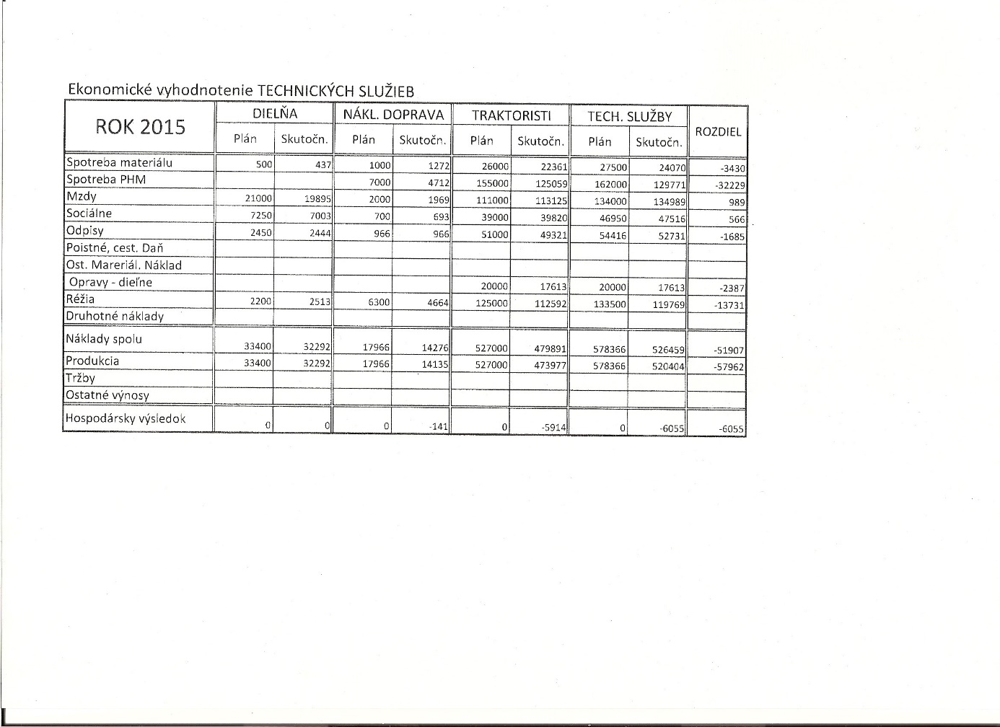 Ekonomické vyhodnotenie TECHNICKÝCH SLUŽIEB
ROK 2015 DIELŇA NÁKL. DOPRAVA TRAKTORISTI TECH. SLUŽBY ROZDIEL
Plán Skutočn. Plán Skutočn. Plán Skutočn. Plán Skutočn.
Spotreba materiálu 500 437 1000 1272 26000 22361 27500 24070 -3430
Spotreba PHM 7000 4712 155000 125059 162000 129771 -32229
Mzdy 21000 19895 2000 1969 111000 113125 134000 134989 989
Sociálne 7250 7003 700 693 39000 39820 46950 47516 566
Odpisy 2450 2444 966 966 51000 49321 54416 52731 -1685
Poistné, cest. Daň
Ost. Mareriál. Náklad
Opravy - dieľne 20000 17613 20000 17613 -2387
Réžia 2200 2513 6300 4664 125000 112592 133500 119769 -13731
Druhotné náklady
Náklady spolu 33400 32292 17966 14276 527000 479891 578366 526459 -51907
Produkcia 33400 32292 17966 14135 527000 473977 578366 520404 -57962
Tržby
Ostatné výnosy
Hospodársky výsledok 0 0 0 -141 0 -5914 0 -6055 -6055